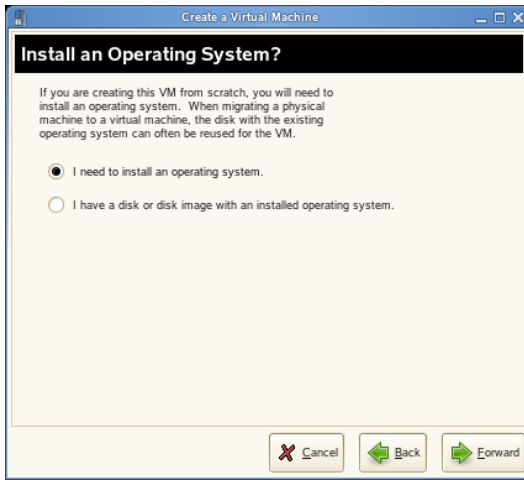 Create a Virtual Machine
Install an Operating System?
If you are creating this VM from scratch, you will need to
install an operating system. When migrating a physical
machine to a virtual machine, the disk with the existing
operating system can often be reused for the VM.
I need to install an operating system.
I have a disk or disk image with an installed operating system.
Cancel
Back
Forward